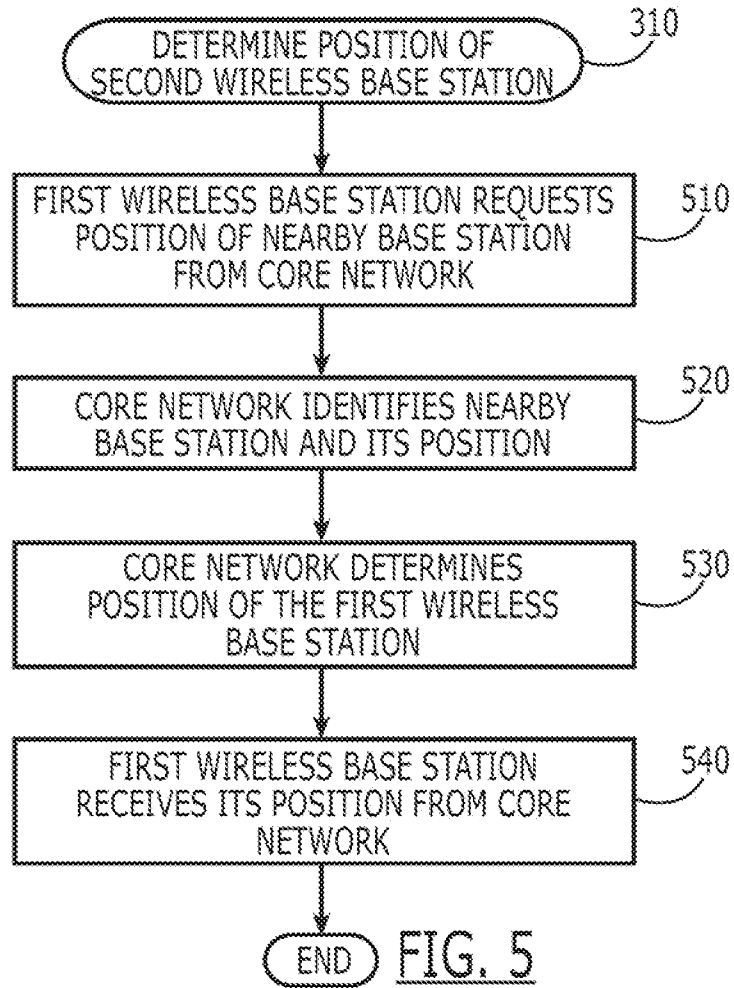 DETERMINE POSITION OF
SECOND WIRELESS BASE STATION
310
FIRST WIRELESS BASE STATION REQUESTS
POSITION OF NEARBY BASE STATION
FROM CORE NETWORK
510
CORE NETWORK IDENTIFIES NEARBY
BASE STATION AND ITS POSITION
520
CORE NETWORK DETERMINES
POSITION OF THE FIRST WIRELESS
BASE STATION
530
FIRST WIRELESS BASE STATION
RECEIVES ITS POSITION FROM CORE
NETWORK
540
END
FIG. 5